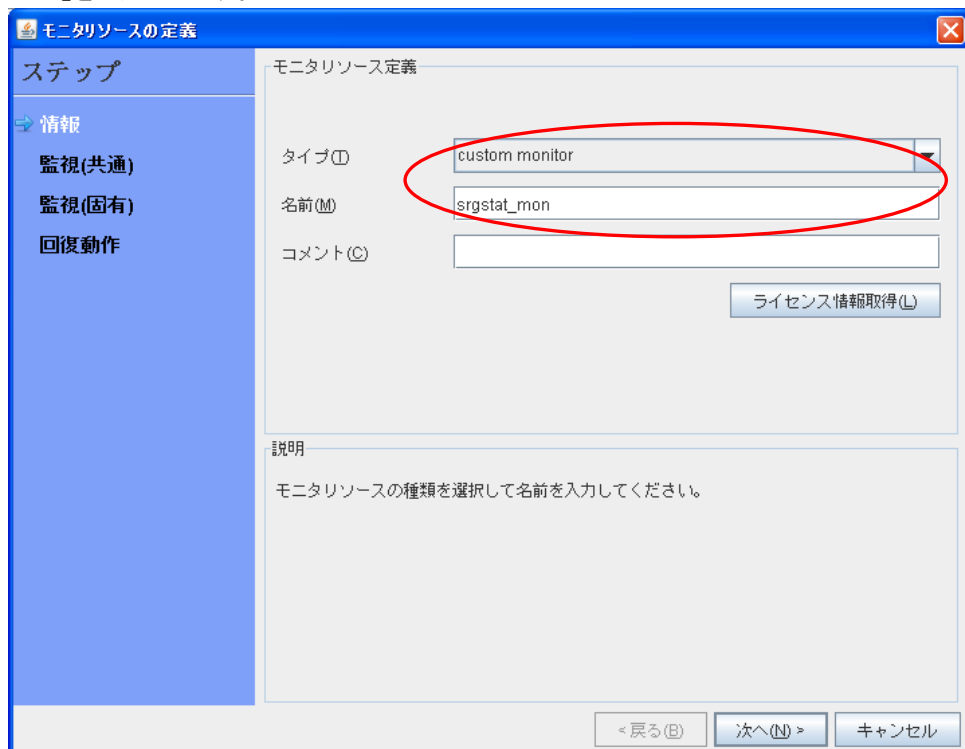 モニタリソースの定義
ステップ
情報
監視(共通)
監視(固有)
回復動作
モニタリソース定義
タイプ(T) custom monitor
名前(M) srgstat_mon
コメント(C)
ライセンス情報取得(L)
説明
モニタリソースの種類を選択して名前を入力してください。
<戻る(B) 次へ(N) > キャンセル